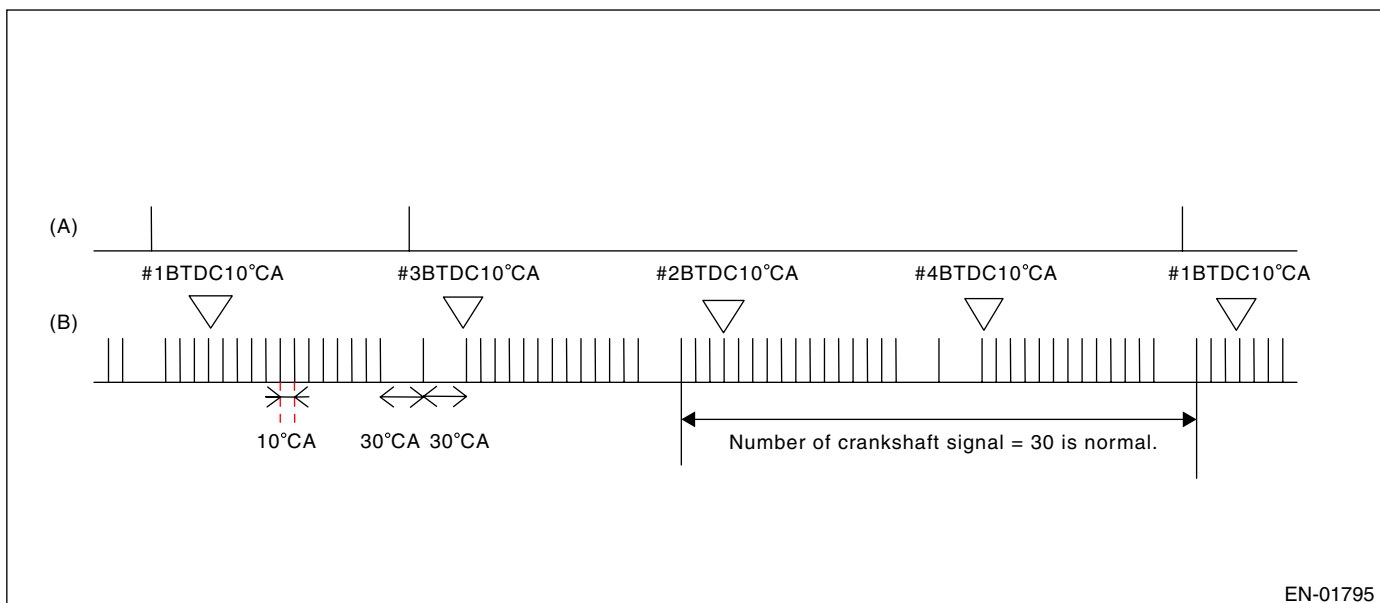 (A)
#1BTDC10°CA #3BTDC10°CA #2BTDC10°CA #4BTDC10°CA #1BTDC10°CA
(B)
10°CA 30°CA 30°CA Number of crankshaft signal = 30 is normal.
EN-01795